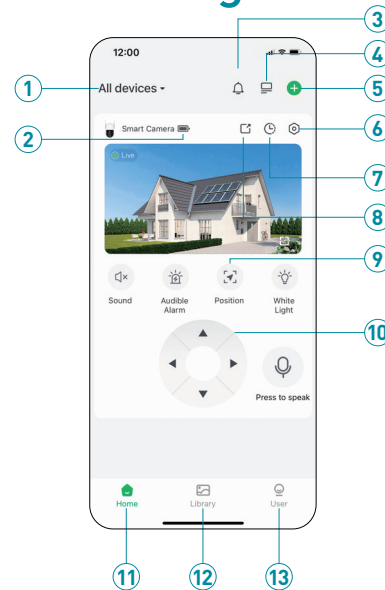 3
12:00
4
1
All devices
5
2
Smart Camera
6
Live
7
8
9
Sound
Audible
Alarm
Position
White
Light
10
Press to speak
Home
Library
User
11
12
13